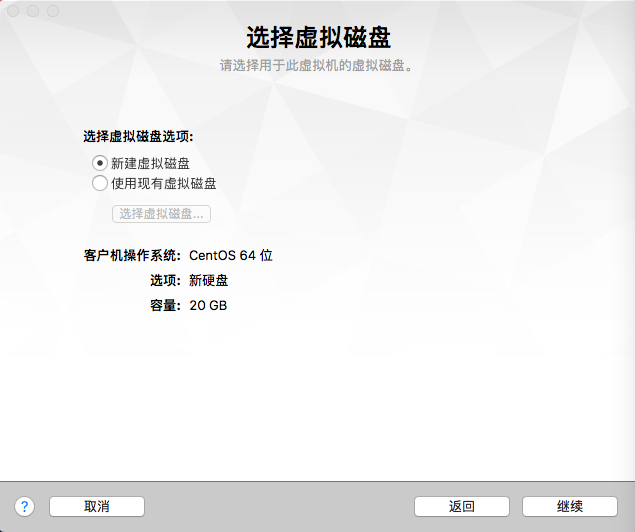 选择虚拟磁盘
请选择用于此虚拟机的虚拟磁盘。
选择虚拟磁盘选项:
新建虚拟磁盘
使用现有虚拟磁盘
选择虚拟磁盘...
客户机操作系统: CentOS 64 位
选项: 新硬盘
容量: 20 GB
? 取消 返回 继续